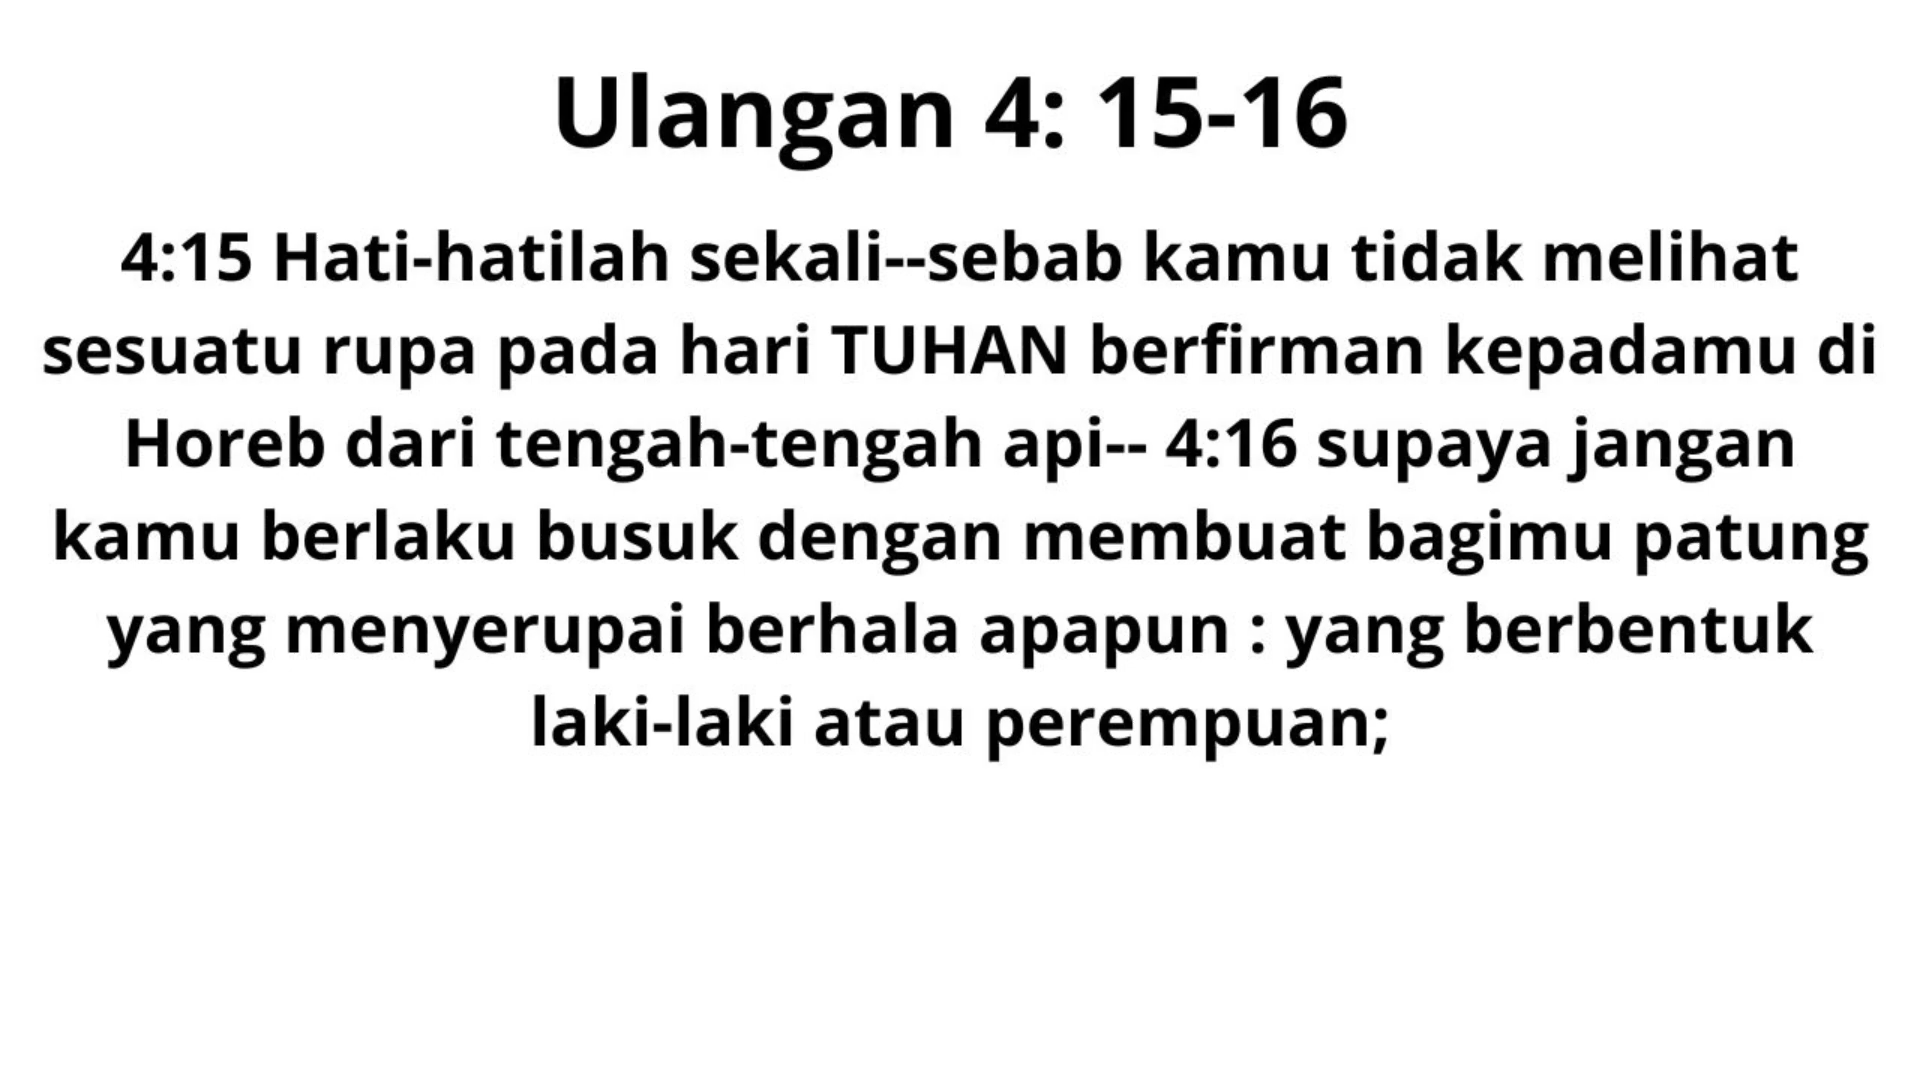 Ulangan 4: 15-16
4:15 Hati-hatilah sekali--sebab kamu tidak melihat
sesuatu rupa pada hari TUHAN berfirman kepadamu di
Horeb dari tengah-tengah api-- 4:16 supaya jangan
kamu berlaku busuk dengan membuat bagimu patung
yang menyerupai berhala apapun : yang berbentuk
laki-laki atau perempuan;